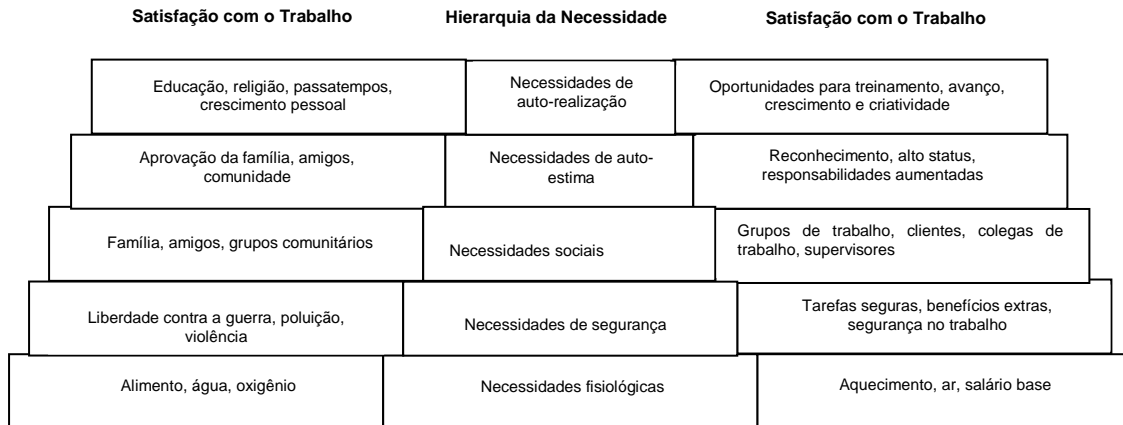 Satisfação com o Trabalho
Hierarquia da Necessidade
Satisfação com o Trabalho
Educação, religião, passatempos,
crescimento pessoal
Necessidades de
auto-realização
Oportunidades para treinamento, avanço,
crescimento e criatividade
Aprovação da família, amigos,
comunidade
Necessidades de auto-
estima
Reconhecimento, alto status,
responsabilidades aumentadas
Família, amigos, grupos comunitários
Necessidades sociais
Grupos de trabalho, clientes, colegas de
trabalho, supervisores
Liberdade contra a guerra, poluição,
violência
Necessidades de segurança
Tarefas seguras, benefícios extras,
segurança no trabalho
Alimento, água, oxigênio
Necessidades fisiológicas
Aquecimento, ar, salário base